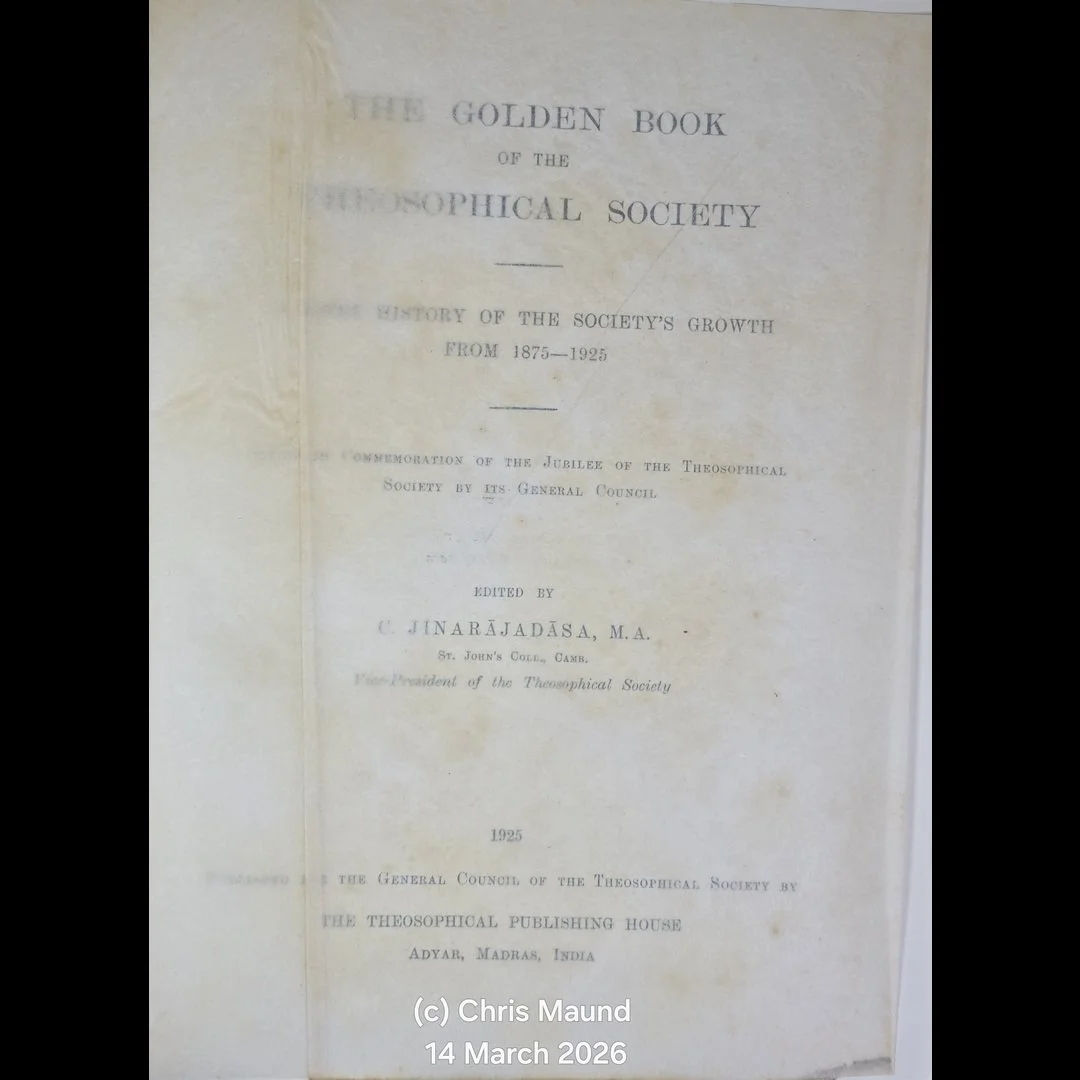 THE GOLDEN BOOK
OF THE
THEOSOPHICAL SOCIETY
HISTORY OF THE SOCIETY'S GROWTH
FROM 1875—1925
COMMEMORATION OF THE JUBILEE OF THE THEOSOPHICAL
SOCIETY BY ITS GENERAL COUNCIL
EDITED BY
C. JINARĀJADĀSA, M.A.
ST. JOHN'S COLL., CAMB.
Vice-President of the Theosophical Society
1925
THE GENERAL COUNCIL OF THE THEOSOPHICAL SOCIETY BY
THE THEOSOPHICAL PUBLISHING HOUSE
ADYAR, MADRAS, INDIA
(c) Chris Maund
14 March 2026